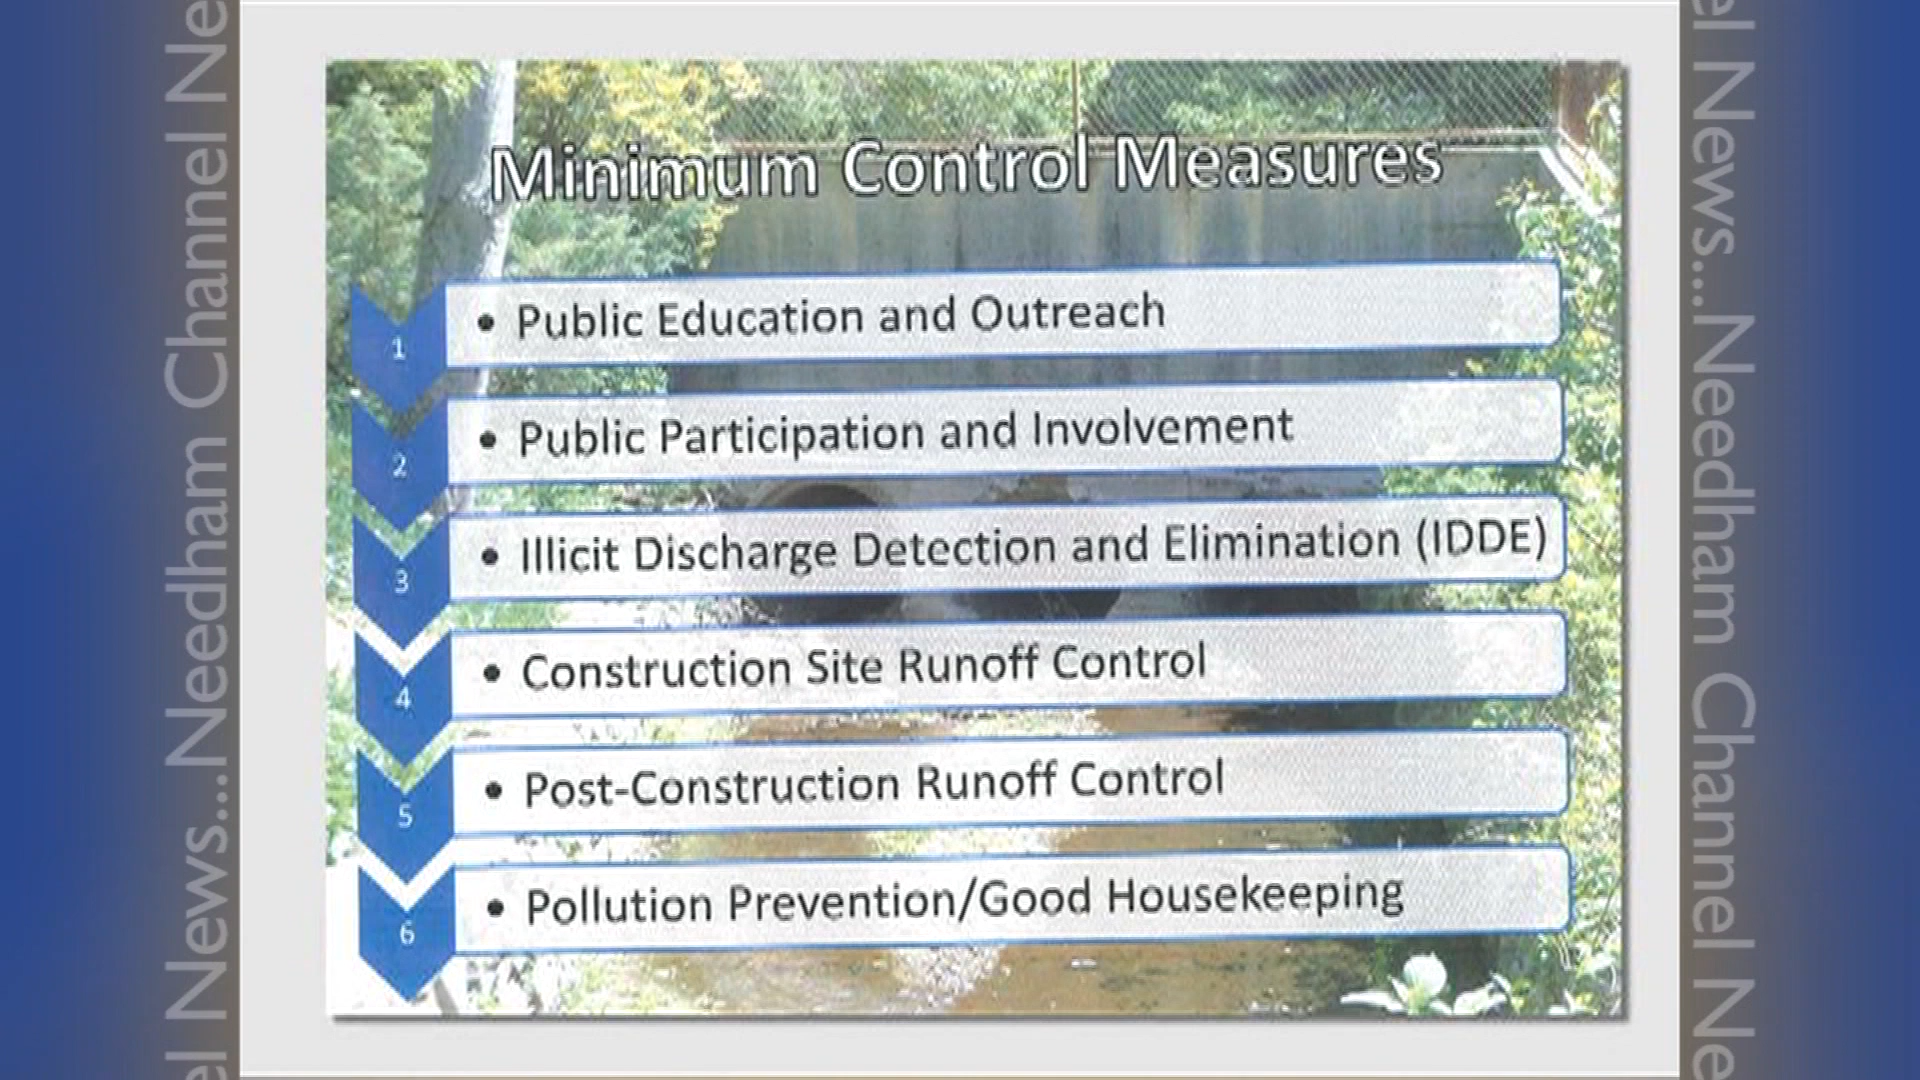 Minimum Control Measures
1
• Public Education and Outreach
2
• Public Participation and Involvement
3
• Illicit Discharge Detection and Elimination (IDDE)
4
• Construction Site Runoff Control
5
• Post-Construction Runoff Control
6
• Pollution Prevention/Good Housekeeping
el News...Needham Channel Ne
el News...Needham Channel Ne